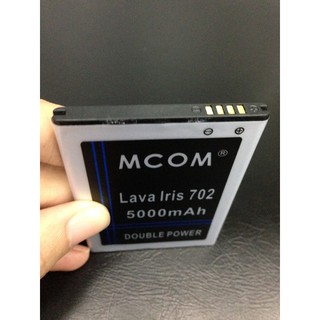 ⊖ ⊕
MCOM®
Lava Iris 702
5000mAh
DOUBLE POWER